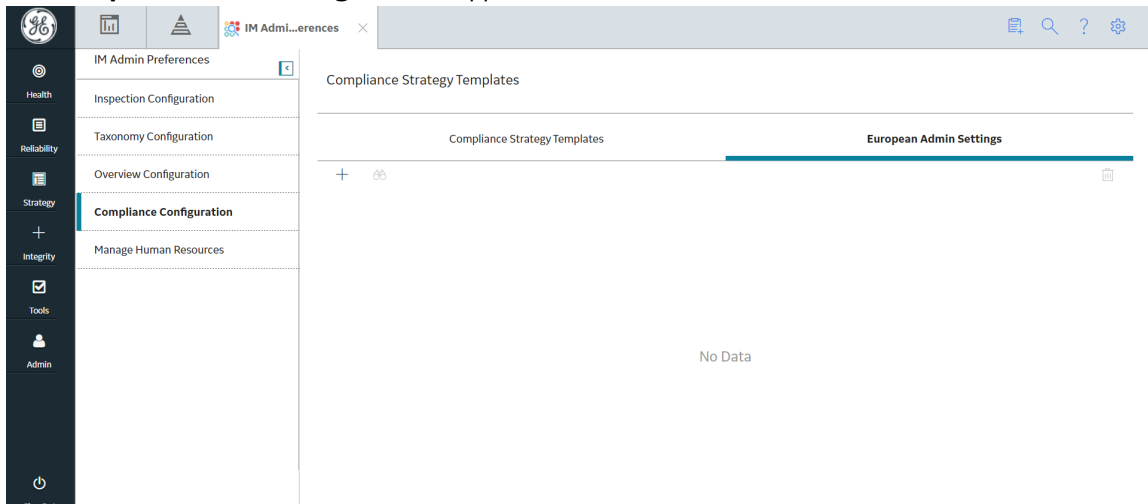 IM Admi...erences
Health
Reliability
Strategy
Integrity
Tools
Admin
IM Admin Preferences
Inspection Configuration
Taxonomy Configuration
Overview Configuration
Compliance Configuration
Manage Human Resources
Compliance Strategy Templates
Compliance Strategy Templates
European Admin Settings
No Data